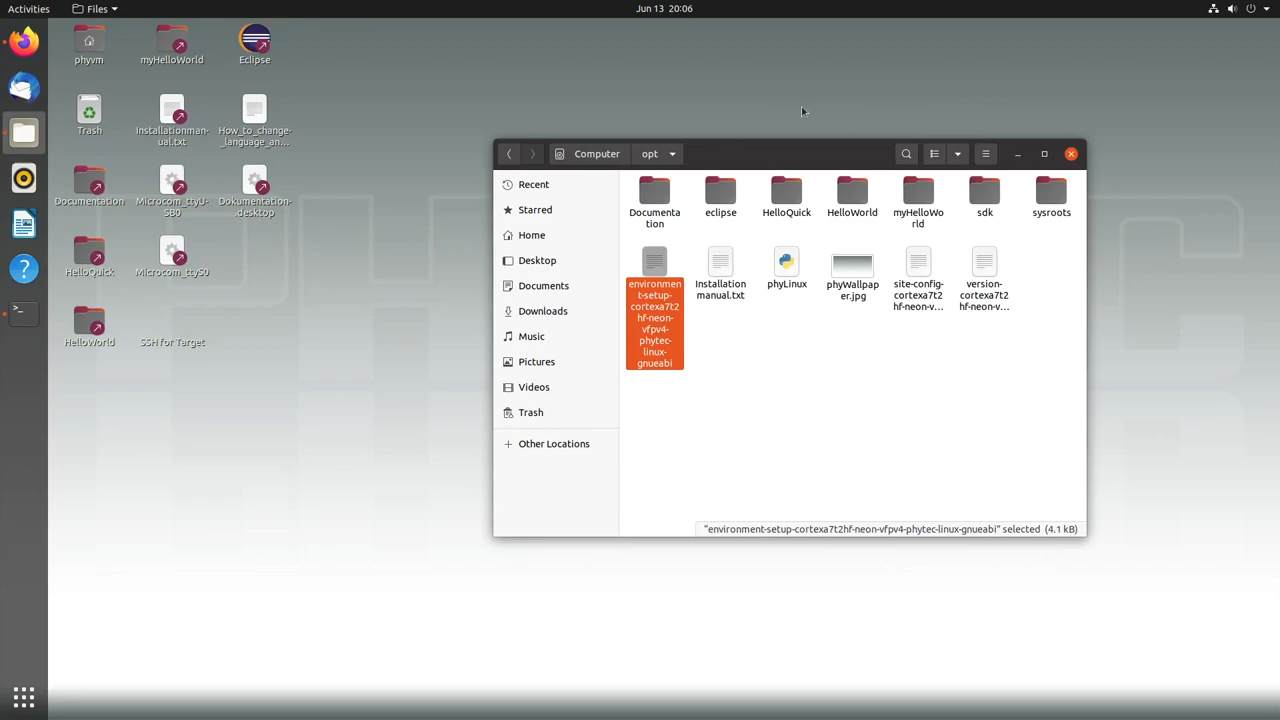 Activities
Files
Jun 13 20:06
phyvm
myHelloWorld
Eclipse
Trash
Installationman-
ual.txt
How_to_change-
_language_an...
Documentation
Microcom_ttyU-
SB0
Dokumentation-
.desktop
HelloQuick
Microcom_ttyS0
HelloWorld
SSH for Target
Computer
opt
Recent
Starred
Home
Desktop
Documents
Downloads
Music
Pictures
Videos
Trash
+ Other Locations
Documenta
tion
eclipse
HelloQuick
HelloWorld
myHelloWo
rld
sdk
sysroots
environmen
t-setup-
cortexa7t2
hf-neon-
vfpv4-
phytec-
linux-
gnueabi
Installation
manual.txt
phyLinux
phyWallpap
er.jpg
site-config-
cortexa7t2
hf-neon-v...
version-
cortexa7t2
hf-neon-v...
"environment-setup-cortexa7t2hf-neon-vfpv4-phytec-linux-gnueabi" selected (4.1 kB)